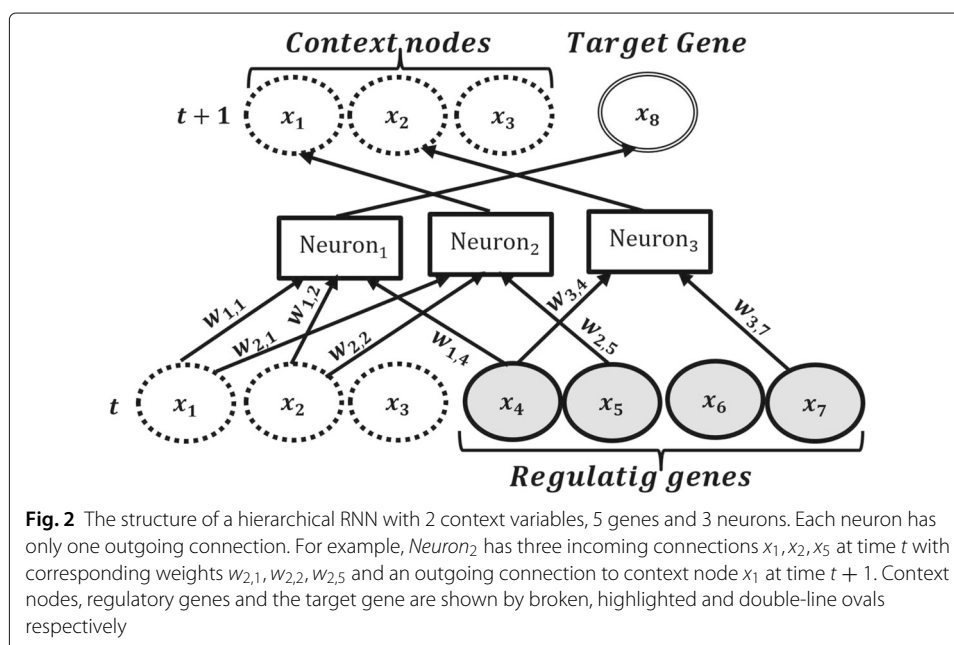 Context nodes Target Gene
t + 1 x₁ x₂ x₃ x₈
Neuron₁ Neuron₂ Neuron₃
w₁,₁ w₂,₁ w₁,₂ w₂,₂ w₁,₄ w₃,₄ w₂,₅ w₃,₇
t x₁ x₂ x₃ x₄ x₅ x₆ x₇
Regulatig genes
Fig. 2 The structure of a hierarchical RNN with 2 context variables, 5 genes and 3 neurons. Each neuron has
only one outgoing connection. For example, Neuron₂ has three incoming connections x₁, x₂, x₅ at time t with
corresponding weights w₂,₁, w₂,₂, w₂,₅ and an outgoing connection to context node x₁ at time t + 1. Context
nodes, regulatory genes and the target gene are shown by broken, highlighted and double-line ovals
respectively